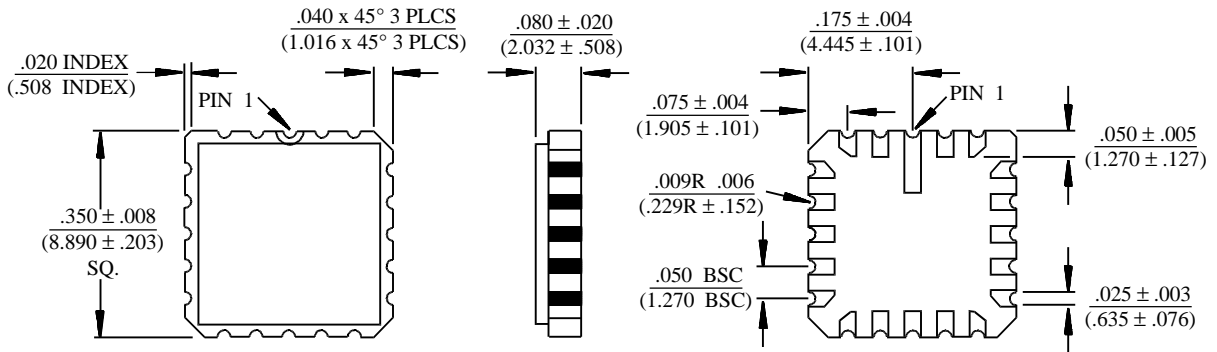 .040 x 45° 3 PLCS
(1.016 x 45° 3 PLCS)
.080 ± .020
(2.032 ± .508)
.175 ± .004
(4.445 ± .101)
.020 INDEX
(.508 INDEX)
PIN 1
.075 ± .004
(1.905 ± .101)
PIN 1
.050 ± .005
(1.270 ± .127)
.009R .006
(.229R ± .152)
.350 ± .008
(8.890 ± .203)
SQ.
.050 BSC
(1.270 BSC)
.025 ± .003
(.635 ± .076)